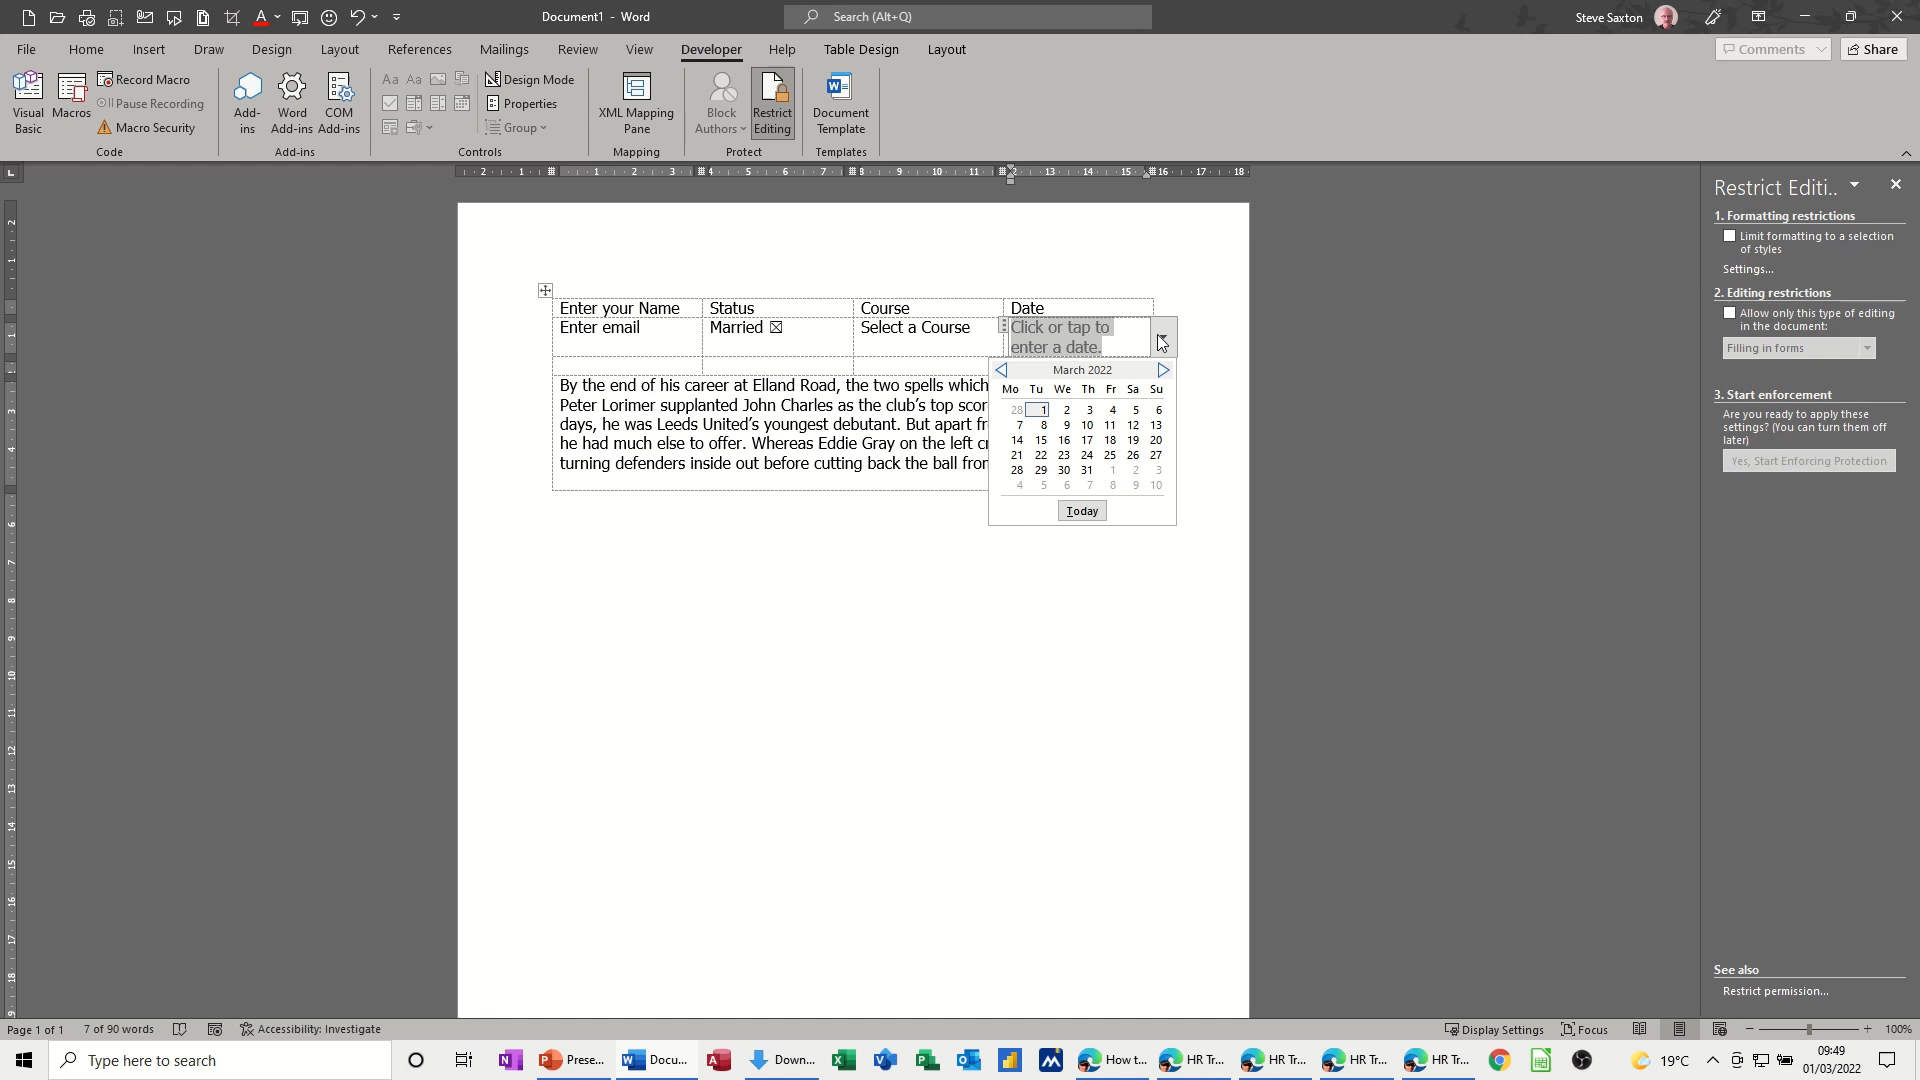 Document1 - Word
Search (Alt+Q)
Steve Saxton
File Home Insert Draw Design Layout References Mailings Review View Developer Help Table Design Layout
Comments Share
Visual Basic
Macros
Record Macro
Pause Recording
Macro Security
Code
Add-ins
Word Add-ins
COM Add-ins
Add-ins
Aa Aa
Design Mode
Properties
Group
Controls
XML Mapping Pane
Mapping
Block Authors
Restrict Editing
Protect
Document Template
Templates
Enter your Name Status Course Date
Enter email Married ☒ Select a Course Click or tap to
enter a date.
By the end of his career at Elland Road, the two spells which
Peter Lorimer supplanted John Charles as the club's top scor
days, he was Leeds United's youngest debutant. But apart fr
he had much else to offer. Whereas Eddie Gray on the left cr
turning defenders inside out before cutting back the ball fron
March 2022
Mo Tu We Th Fr Sa Su
28 1 2 3 4 5 6
7 8 9 10 11 12 13
14 15 16 17 18 19 20
21 22 23 24 25 26 27
28 29 30 31 1 2 3
4 5 6 7 8 9 10
Today
Restrict Editi..
1. Formatting restrictions
Limit formatting to a selection
of styles
Settings...
2. Editing restrictions
Allow only this type of editing
in the document:
Filling in forms
3. Start enforcement
Are you ready to apply these
settings? (You can turn them off
later)
Yes, Start Enforcing Protection
See also
Restrict permission...
Page 1 of 1 7 of 90 words Accessibility: Investigate
Display Settings Focus 100%
Type here to search
Prese... Docu... Down... How t... HR Tr... HR Tr... HR Tr... HR Tr...
19°C
09:49
01/03/2022